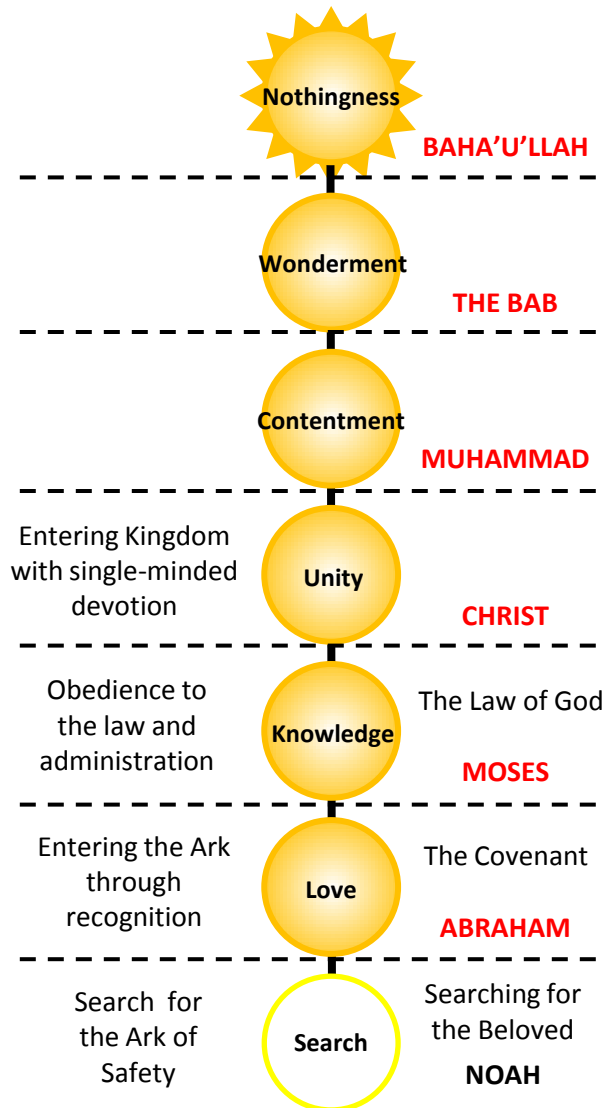 Nothingness
BAHA’U’LLAH
Wonderment
THE BAB
Contentment
MUHAMMAD
Entering Kingdom
with single-minded
devotion
Unity
CHRIST
Obedience to
the law and
administration
Knowledge
The Law of God
MOSES
Entering the Ark
through
recognition
Love
The Covenant
ABRAHAM
Search for
the Ark of
Safety
Search
Searching for
the Beloved
NOAH